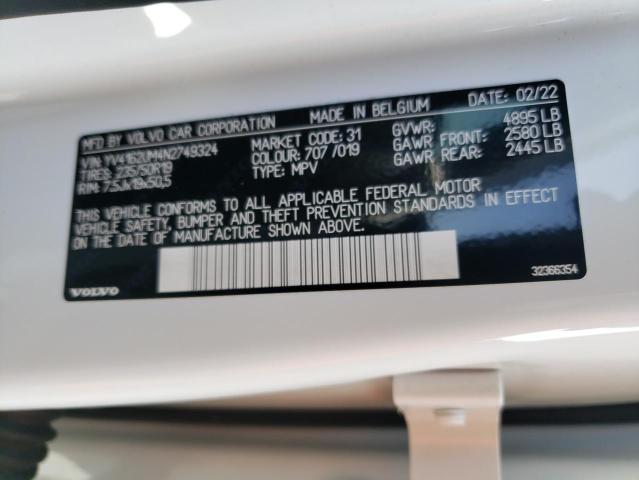 MFD BY VOLVO CAR CORPORATION MADE IN BELGIUM DATE: 02/22
VIN: YV4162UM4N2749324 MARKET CODE: 31 GVWR: 4895 LB
TIRES: 235/50R19 COLOUR: 707 /019 GAWR FRONT: 2580 LB
RIM: 7.5Jx19x50,5 TYPE: MPV GAWR REAR: 2445 LB
THIS VEHICLE CONFORMS TO ALL APPLICABLE FEDERAL MOTOR
VEHICLE SAFETY, BUMPER AND THEFT PREVENTION STANDARDS IN EFFECT
ON THE DATE OF MANUFACTURE SHOWN ABOVE.
VOLVO 32366354